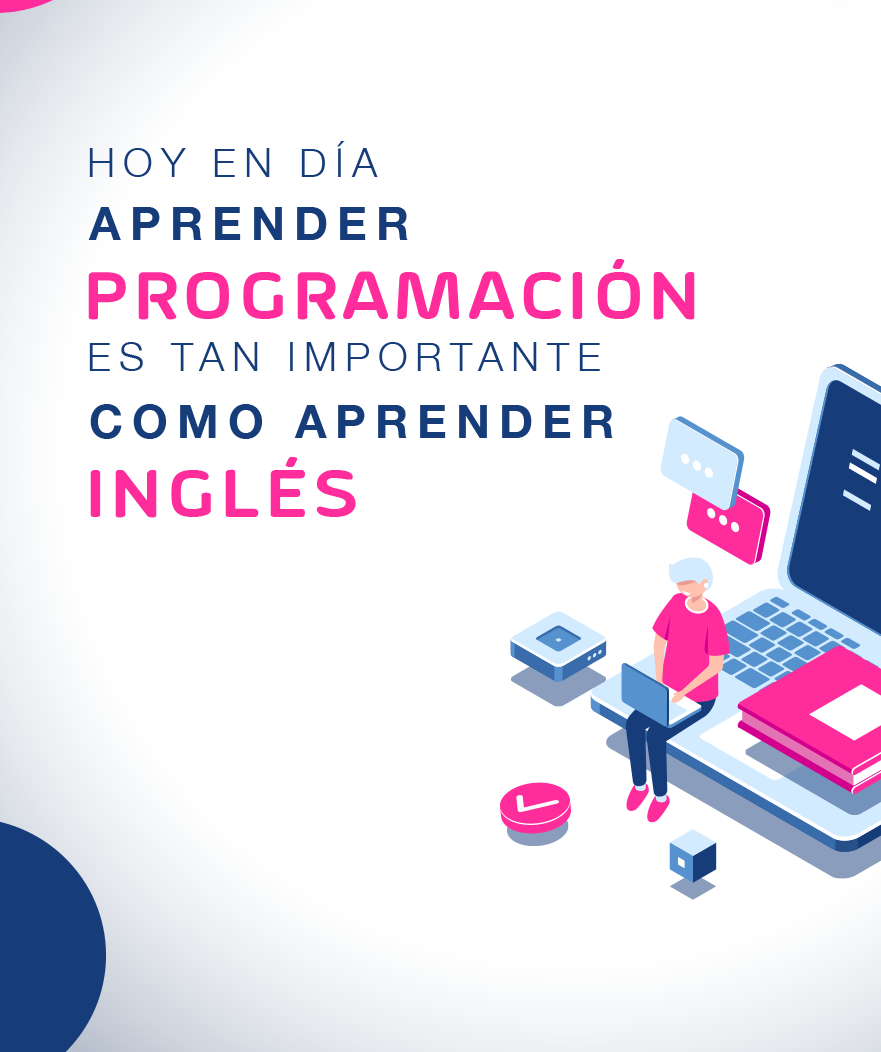 HOY EN DÍA
APRENDER
PROGRAMACIÓN
ES TAN IMPORTANTE
COMO APRENDER
INGLÉS